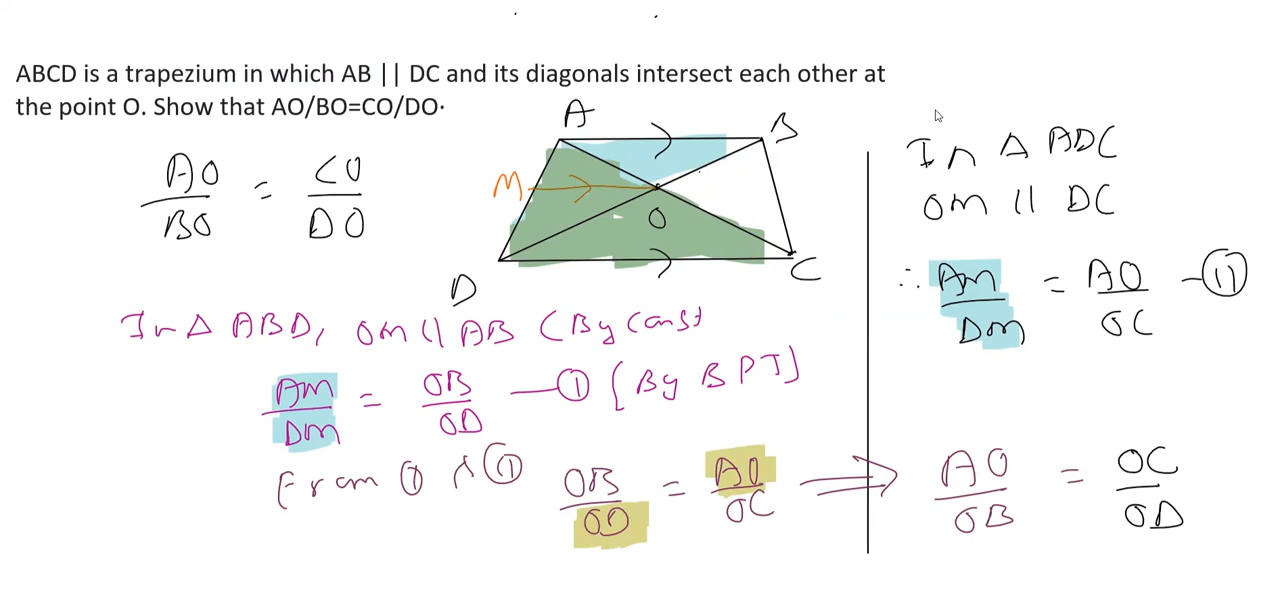 ABCD is a trapezium in which AB || DC and its diagonals intersect each other at
the point O. Show that AO/BO=CO/DO·
AO/BO = CO/DO
A
B
M
O
D
C
In Δ ABD, OM || AB (By Const
AM/DM = OB/OD —① (By BPT)
From ① & ⑪
OB/OD = AO/OC ⇒ AO/OB = OC/OD
In Δ ADC
OM || DC
∴ AM/DM = AO/OC —⑪